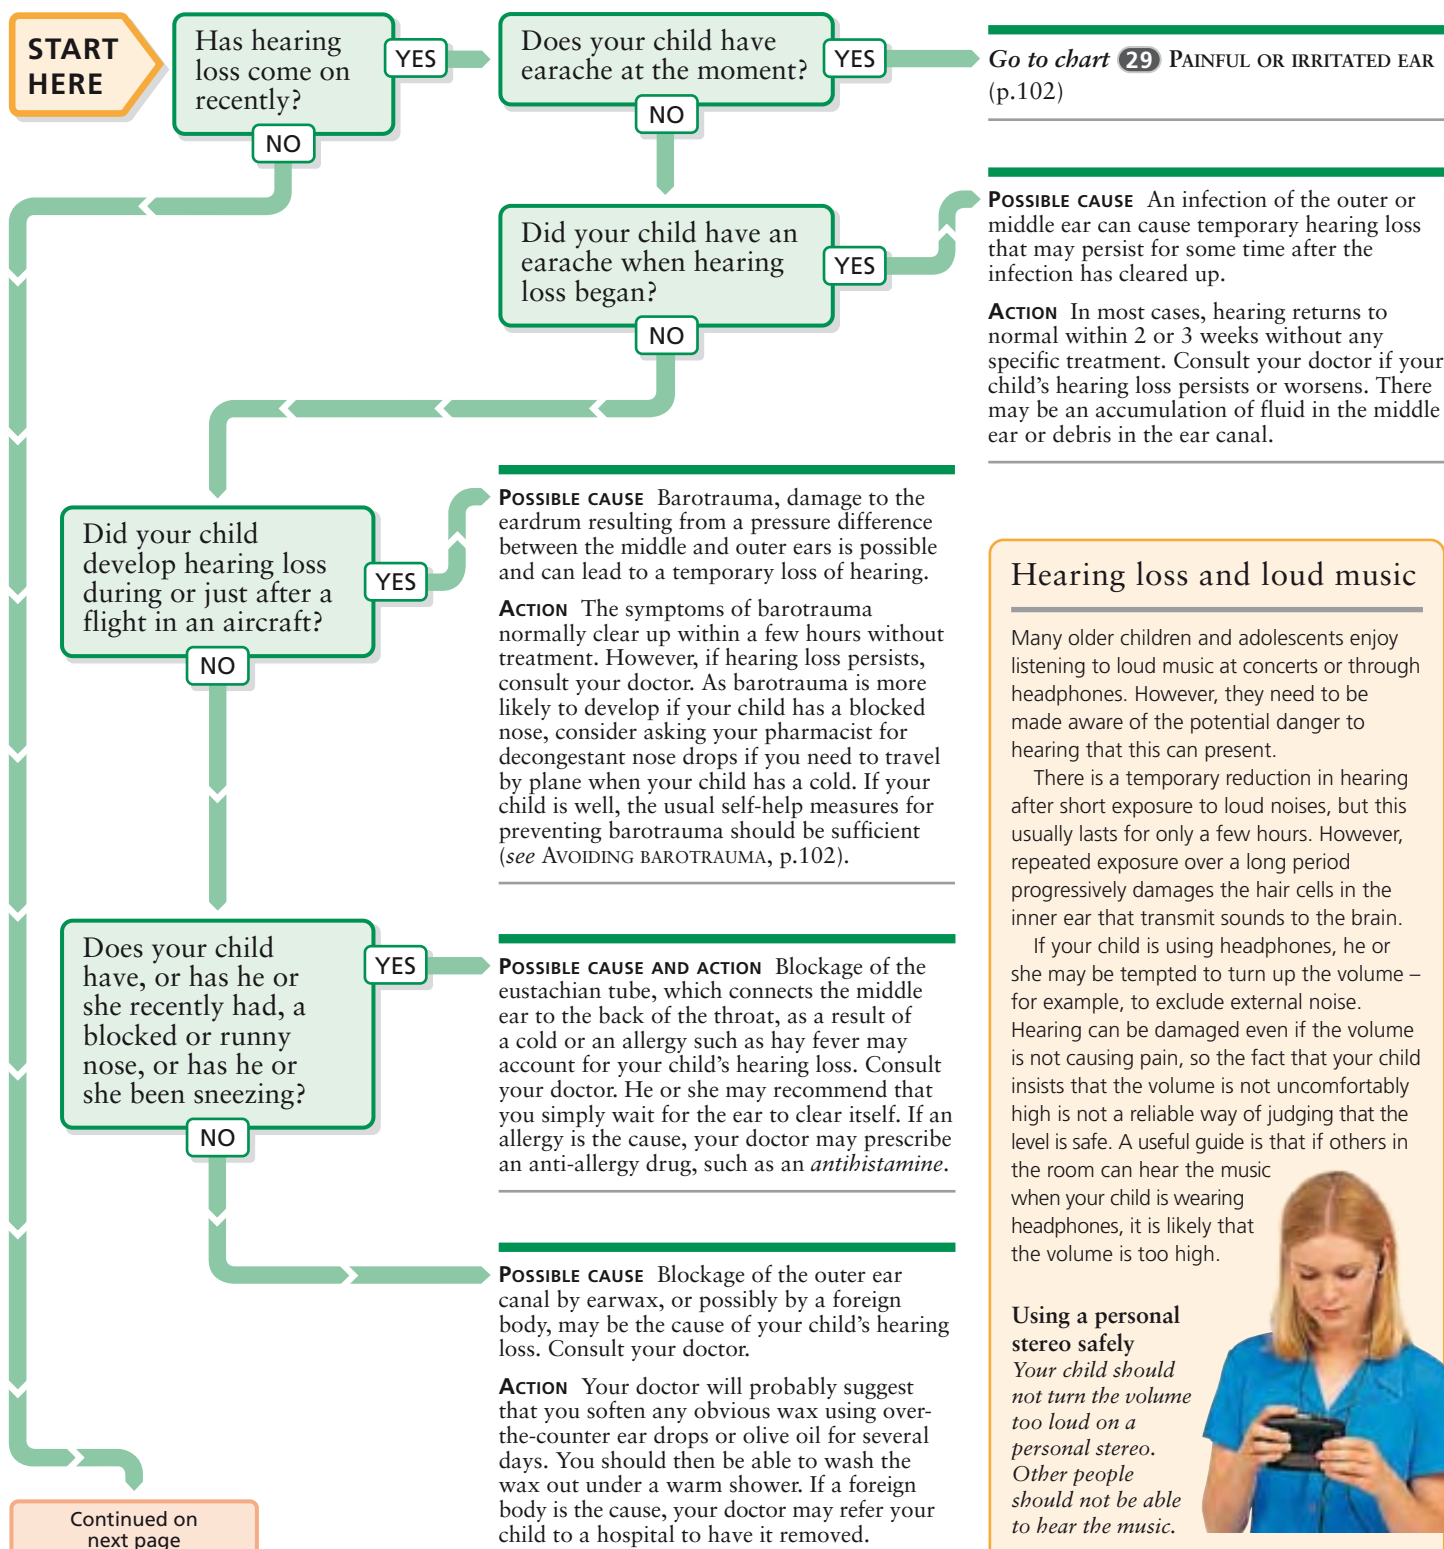 START
HERE
Has hearing
loss come on
recently?
YES
NO
Does your child have
earache at the moment?
YES
NO
Go to chart 29 PAINFUL OR IRRITATED EAR
(p.102)
Did your child have an
earache when hearing
loss began?
YES
NO
POSSIBLE CAUSE An infection of the outer or
middle ear can cause temporary hearing loss
that may persist for some time after the
infection has cleared up.
ACTION In most cases, hearing returns to
normal within 2 or 3 weeks without any
specific treatment. Consult your doctor if your
child's hearing loss persists or worsens. There
may be an accumulation of fluid in the middle
ear or debris in the ear canal.
Did your child
develop hearing loss
during or just after a
flight in an aircraft?
YES
NO
POSSIBLE CAUSE Barotrauma, damage to the
eardrum resulting from a pressure difference
between the middle and outer ears is possible
and can lead to a temporary loss of hearing.
ACTION The symptoms of barotrauma
normally clear up within a few hours without
treatment. However, if hearing loss persists,
consult your doctor. As barotrauma is more
likely to develop if your child has a blocked
nose, consider asking your pharmacist for
decongestant nose drops if you need to travel
by plane when your child has a cold. If your
child is well, the usual self-help measures for
preventing barotrauma should be sufficient
(see AVOIDING BAROTRAUMA, p.102).
Does your child
have, or has he or
she recently had, a
blocked or runny
nose, or has he or
she been sneezing?
YES
NO
POSSIBLE CAUSE AND ACTION Blockage of the
eustachian tube, which connects the middle
ear to the back of the throat, as a result of
a cold or an allergy such as hay fever may
account for your child's hearing loss. Consult
your doctor. He or she may recommend that
you simply wait for the ear to clear itself. If an
allergy is the cause, your doctor may prescribe
an anti-allergy drug, such as an antihistamine.
POSSIBLE CAUSE Blockage of the outer ear
canal by earwax, or possibly by a foreign
body, may be the cause of your child's hearing
loss. Consult your doctor.
ACTION Your doctor will probably suggest
that you soften any obvious wax using over-
the-counter ear drops or olive oil for several
days. You should then be able to wash the
wax out under a warm shower. If a foreign
body is the cause, your doctor may refer your
child to a hospital to have it removed.
Continued on
next page
Hearing loss and loud music
Many older children and adolescents enjoy
listening to loud music at concerts or through
headphones. However, they need to be
made aware of the potential danger to
hearing that this can present.
There is a temporary reduction in hearing
after short exposure to loud noises, but this
usually lasts for only a few hours. However,
repeated exposure over a long period
progressively damages the hair cells in the
inner ear that transmit sounds to the brain.
If your child is using headphones, he or
she may be tempted to turn up the volume –
for example, to exclude external noise.
Hearing can be damaged even if the volume
is not causing pain, so the fact that your child
insists that the volume is not uncomfortably
high is not a reliable way of judging that the
level is safe. A useful guide is that if others in
the room can hear the music
when your child is wearing
headphones, it is likely that
the volume is too high.
Using a personal
stereo safely
Your child should
not turn the volume
too loud on a
personal stereo.
Other people
should not be able
to hear the music.